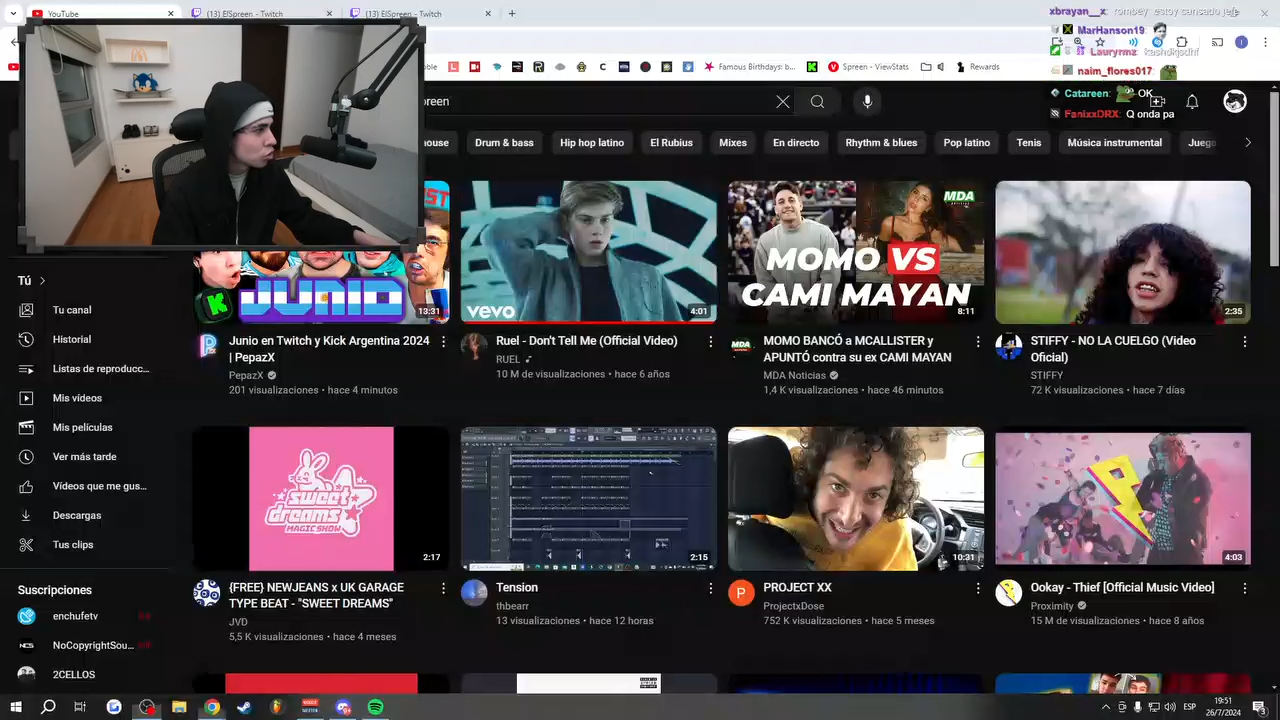 YouTube
(13) ElSpreen - Twitch
(13) ElSpreen - Twitch
xbrayan__x: rombey estoy cansado jefe
MarHanson19:
Lauryrmz: kashdkjsdhf
naim_flores017:
Catareen: OK
FanixxDRX: Q onda pa
Famous Birthdays: b...
Spreen - ViewStats
Rewards
reen
house
Drum & bass
Hip hop latino
El Rubius
Mixes
En directo
Rhythm & blues
Pop latino
Tenis
Música instrumental
Juego
Tú
Tu canal
Historial
Listas de reproducc...
Mis vídeos
Mis películas
Ver más tarde
Vídeos que me gus...
Descargas
Tus clips
Suscripciones
enchufetv
NoCopyrightSou...
2CELLOS
JUNIO
13:31
Junio en Twitch y Kick Argentina 2024
| PepazX
PepazX
201 visualizaciones • hace 4 minutos
vevo
4:01
Ruel - Don't Tell Me (Official Video)
RUEL
10 M de visualizaciones • hace 6 años
MDA
MOMO VS
CAMI MAYAN
8:11
MOMO BANCÓ a MCALLISTER y
APUNTÓ contra su ex CAMI MAYAN
MDA Noticias
1,4 K visualizaciones • hace 46 minutos
2:35
STIFFY - NO LA CUELGO (Video
Oficial)
STIFFY
72 K visualizaciones • hace 7 días
sweet
dreams
MAGIC SHOW
2:17
{FREE} NEWJEANS x UK GARAGE
TYPE BEAT - "SWEET DREAMS"
JVD
5,5 K visualizaciones • hace 4 meses
2:15
Tension
thbearr
13 visualizaciones • hace 12 horas
10:31
PROJECT XX
ProjectxDose
752 K visualizaciones • hace 5 meses
4:03
Ookay - Thief [Official Music Video]
Proximity
15 M de visualizaciones • hace 8 años
ESP
19:51
26/7/2024